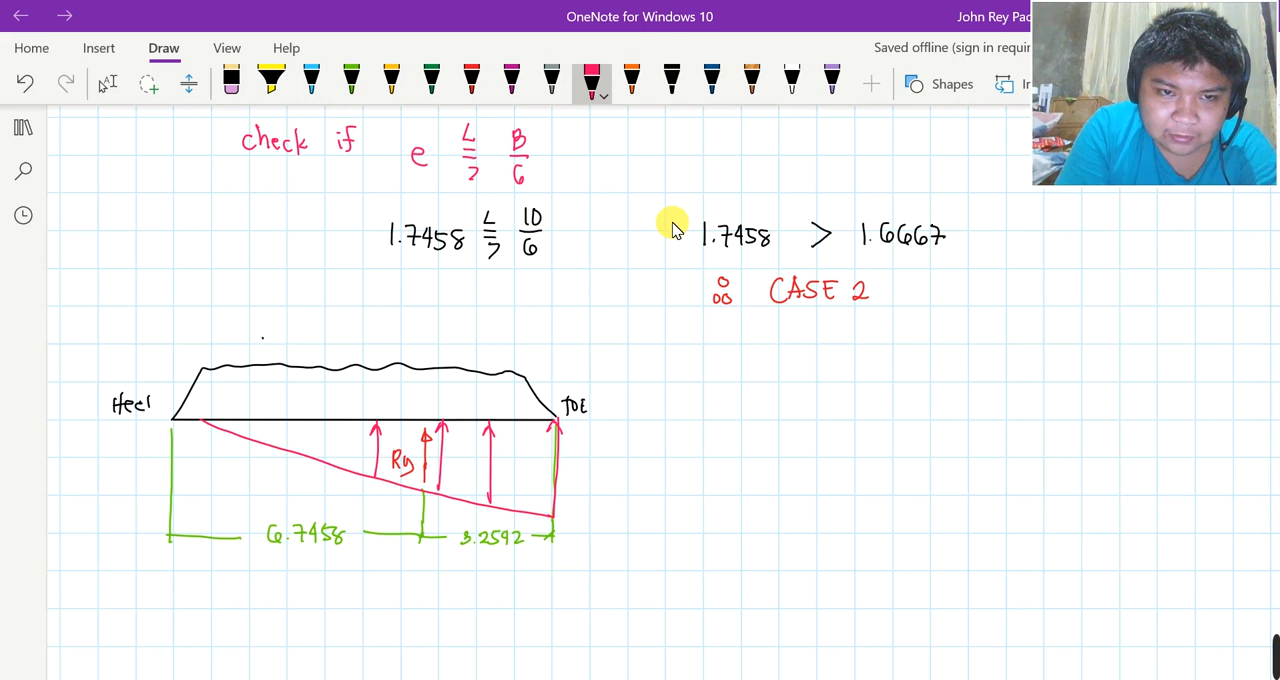 OneNote for Windows 10
John Rey Pac
Home Insert Draw View Help
Saved offline (sign in requir
Shapes
In
check if e < = > B/6
1.7458 < = > 10/6
1.7458 > 1.6667
CASE 2
Heel
TOE
Ry
6.7458
3.2592